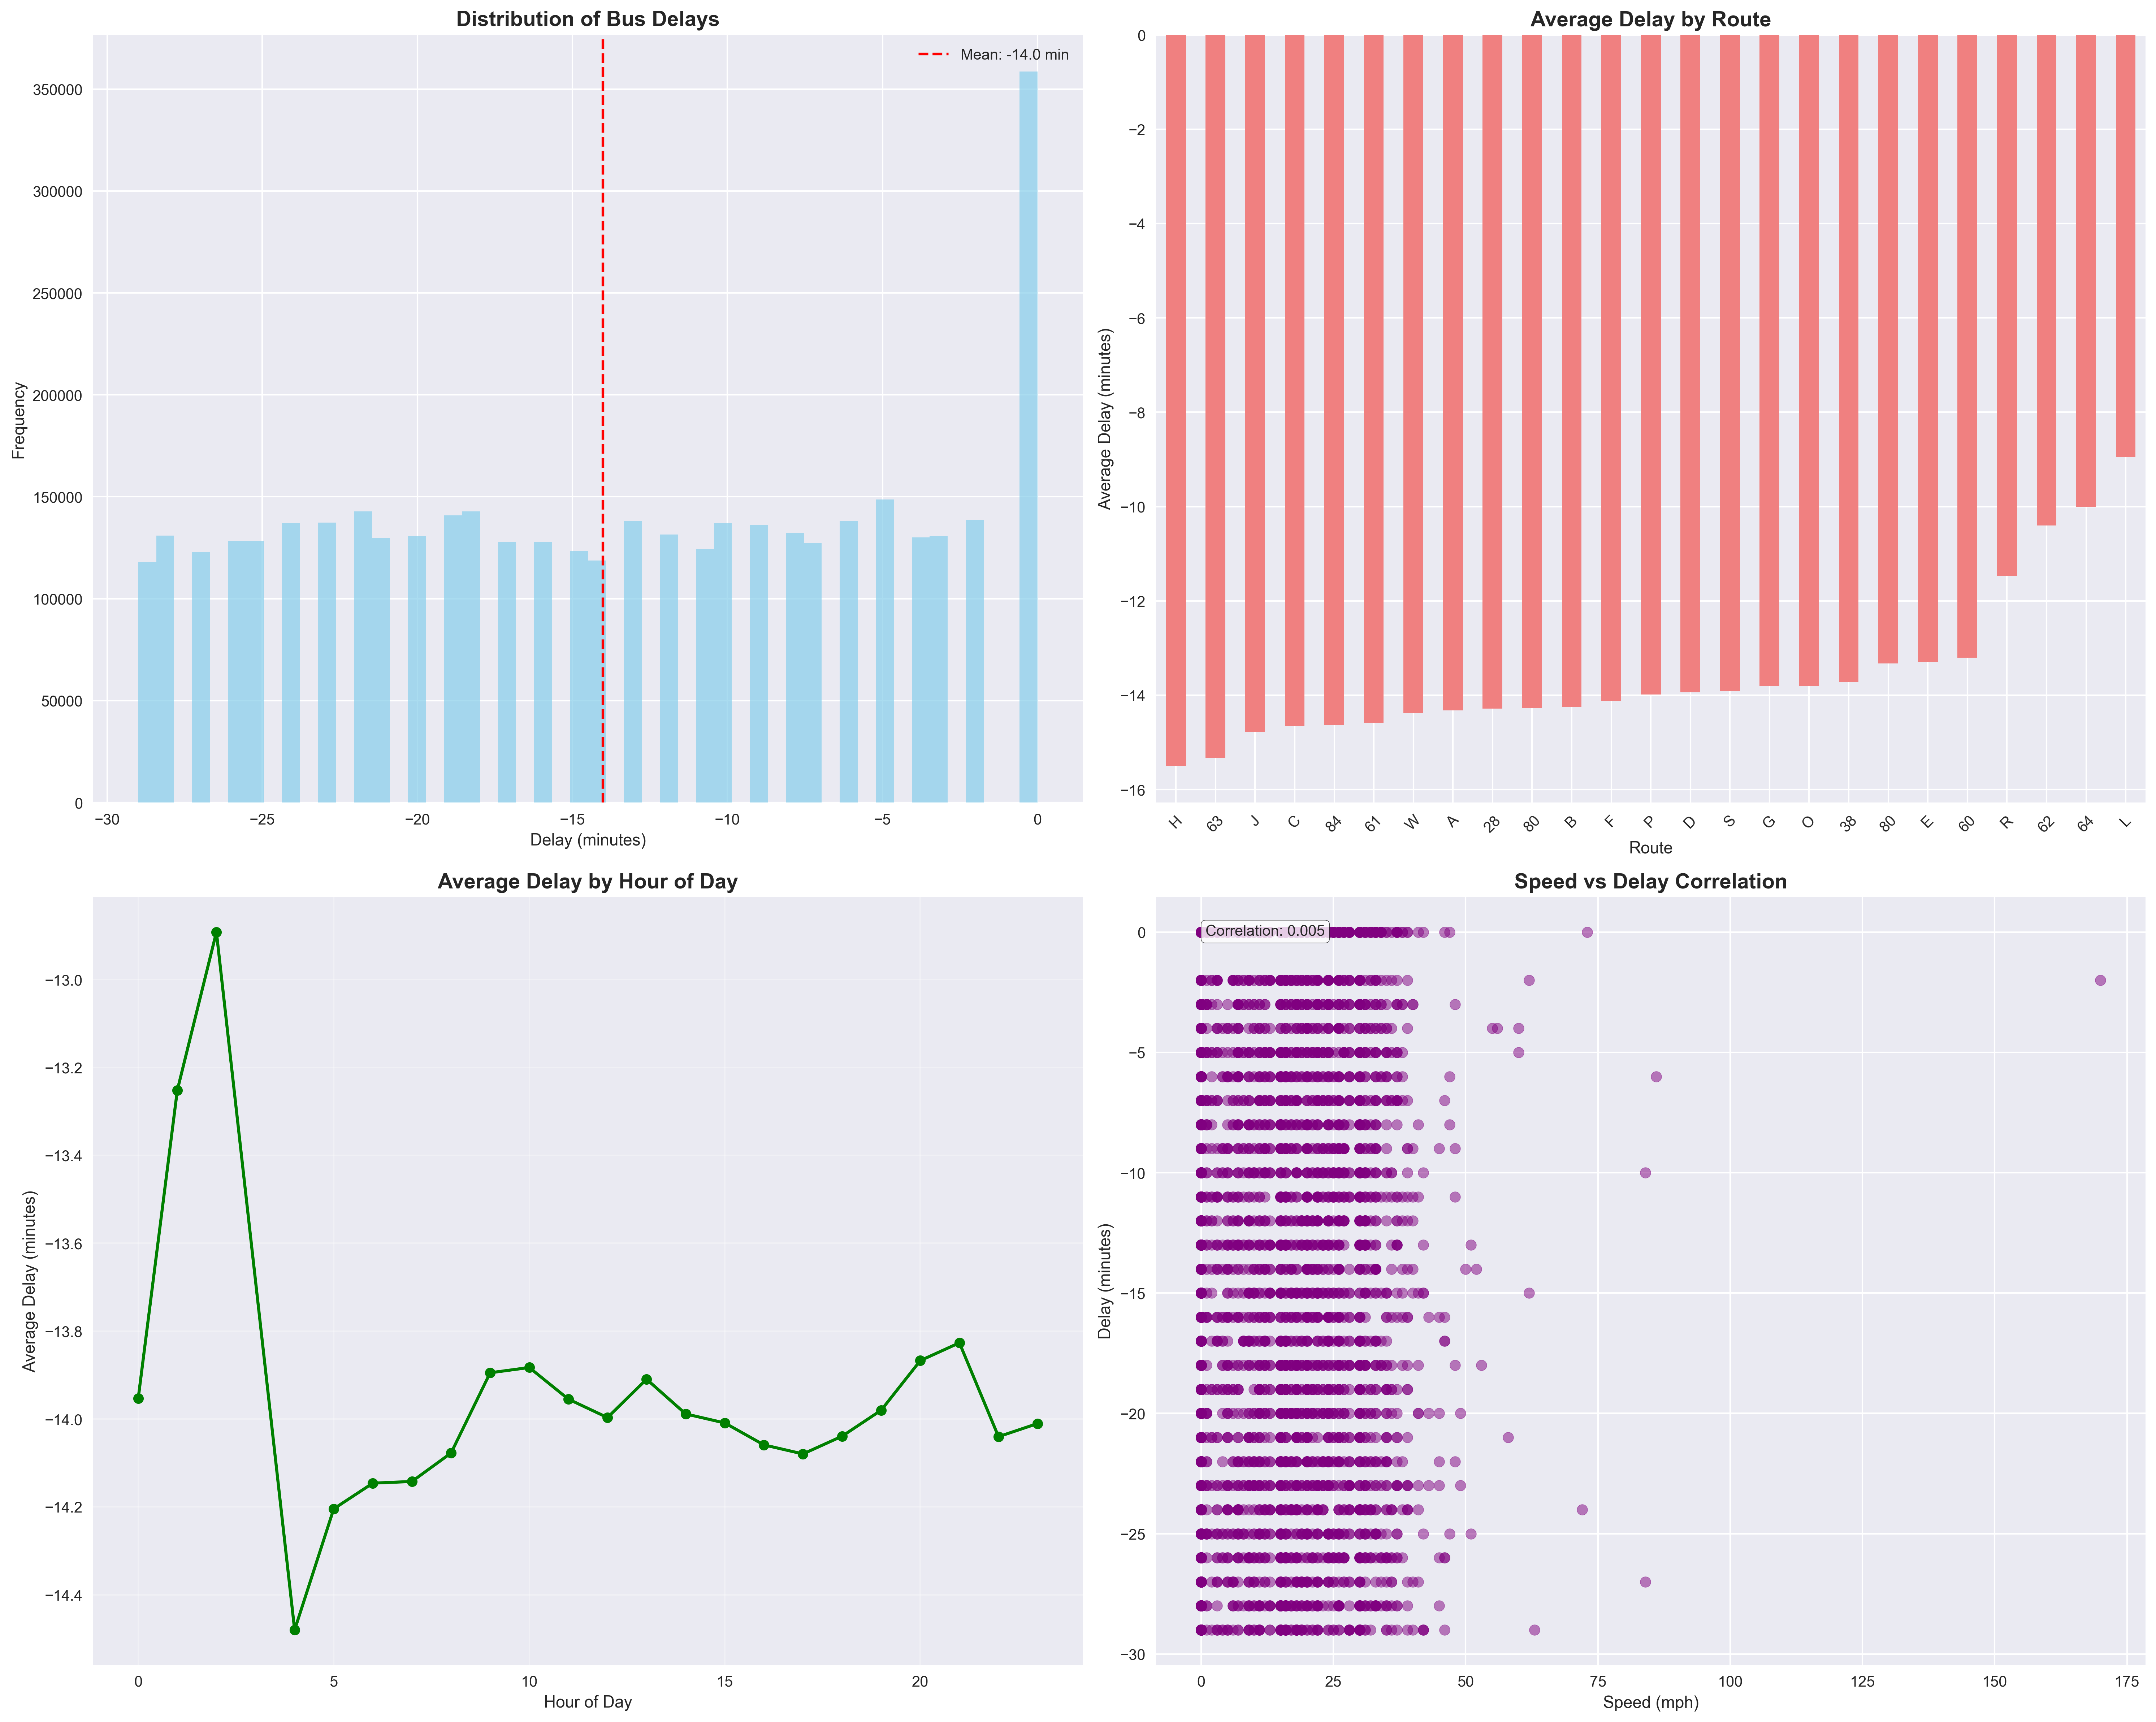 Distribution of Bus Delays
Mean: -14.0 min
350000
300000
250000
200000
150000
100000
50000
0
Frequency
−30
−25
−20
−15
−10
−5
0
Delay (minutes)
Average Delay by Route
0
−2
−4
−6
−8
−10
−12
−14
−16
Average Delay (minutes)
H
63
J
C
84
61
W
A
28
80
B
F
P
D
S
G
O
38
80
E
60
R
62
64
L
Route
Average Delay by Hour of Day
−13.0
−13.2
−13.4
−13.6
−13.8
−14.0
−14.2
−14.4
Average Delay (minutes)
0
5
10
15
20
Hour of Day
Speed vs Delay Correlation
Correlation: 0.005
0
−5
−10
−15
−20
−25
−30
Delay (minutes)
0
25
50
75
100
125
150
175
Speed (mph)